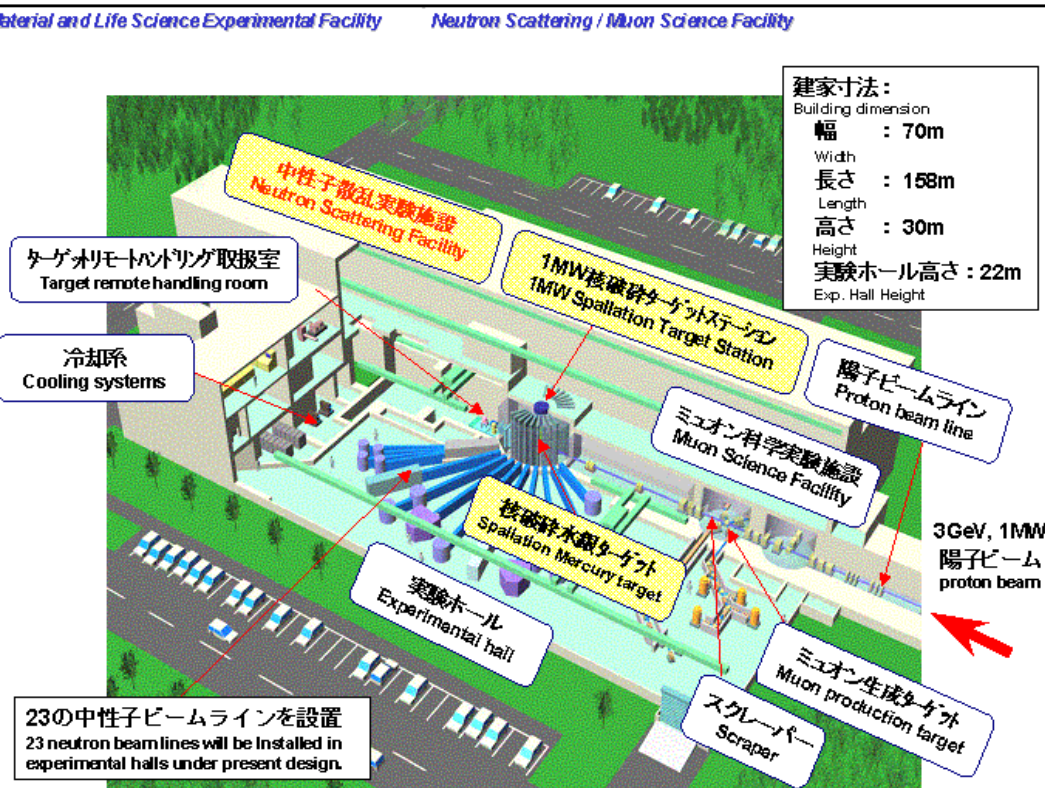 Material and Life Science Experimental Facility Neutron Scattering / Muon Science Facility
建家寸法：
Building dimension
幅 ： 70m
Width
長さ ： 158m
Length
高さ ： 30m
Height
実験ホール高さ：22m
Exp. Hall Height
中性子散乱実験施設
Neutron Scattering Facility
ターゲットリモートハンドリング取扱室
Target remote handling room
1MW核破砕ターゲットステーション
1MW Spallation Target Station
冷却系
Cooling systems
陽子ビームライン
Proton beam line
ミュオン科学実験施設
Muon Science Facility
核破砕水銀ターゲット
Spallation Mercury target
3GeV, 1MW
陽子ビーム
proton beam
実験ホール
Experimental hall
ミュオン生成ターゲット
Muon production target
スクレーパー
Scrapar
23の中性子ビームラインを設置
23 neutron beam lines will be Installed in
experimental halls under present design.